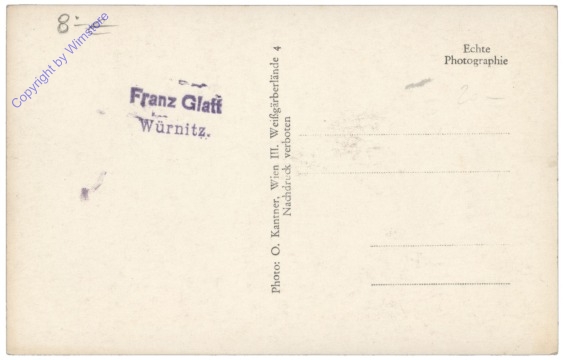 8.-
Copyright by Wimstore
Franz Glatt
Würnitz.
Photo: O. Kantner, Wien III. Weißgärberlände 4
Nachdruck verboten
Echte
Photographie